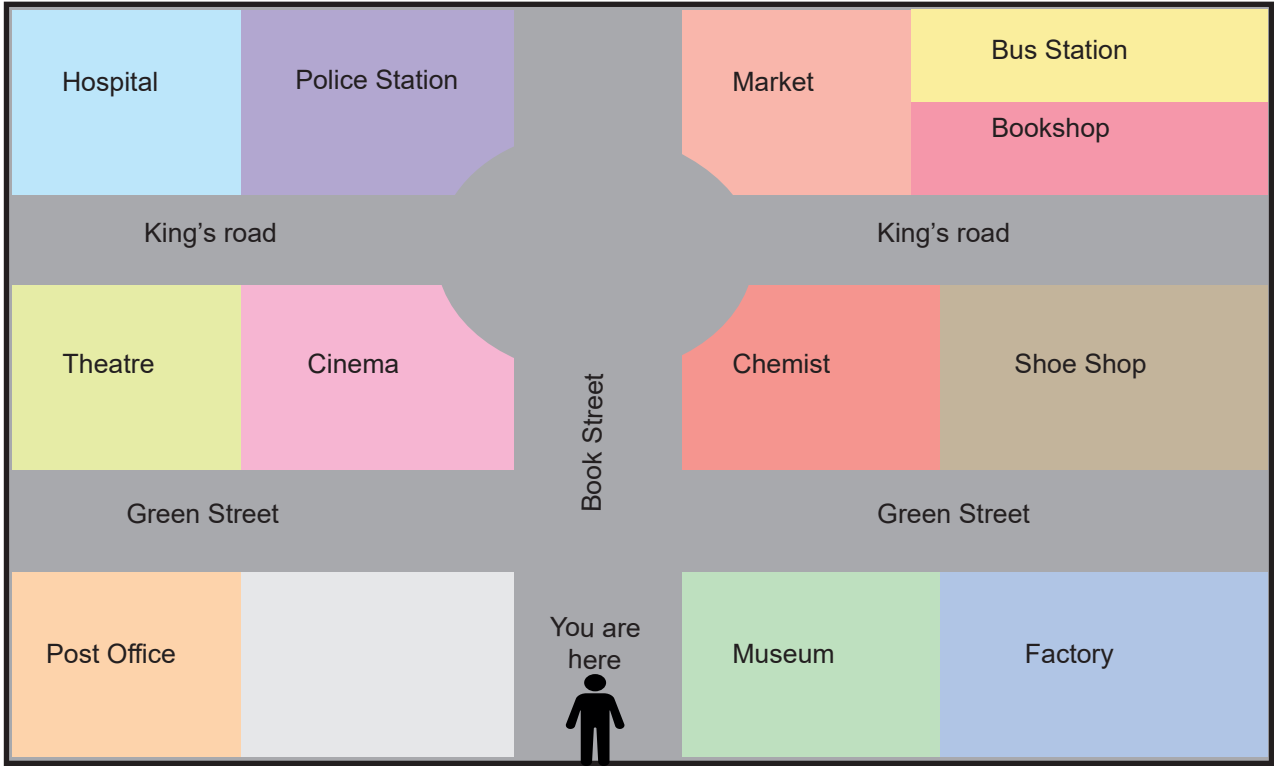 Hospital
Police Station
Market
Bus Station
Bookshop
King’s road
King’s road
Theatre
Cinema
Chemist
Shoe Shop
Book Street
Green Street
Green Street
Post Office
You are
here
Museum
Factory